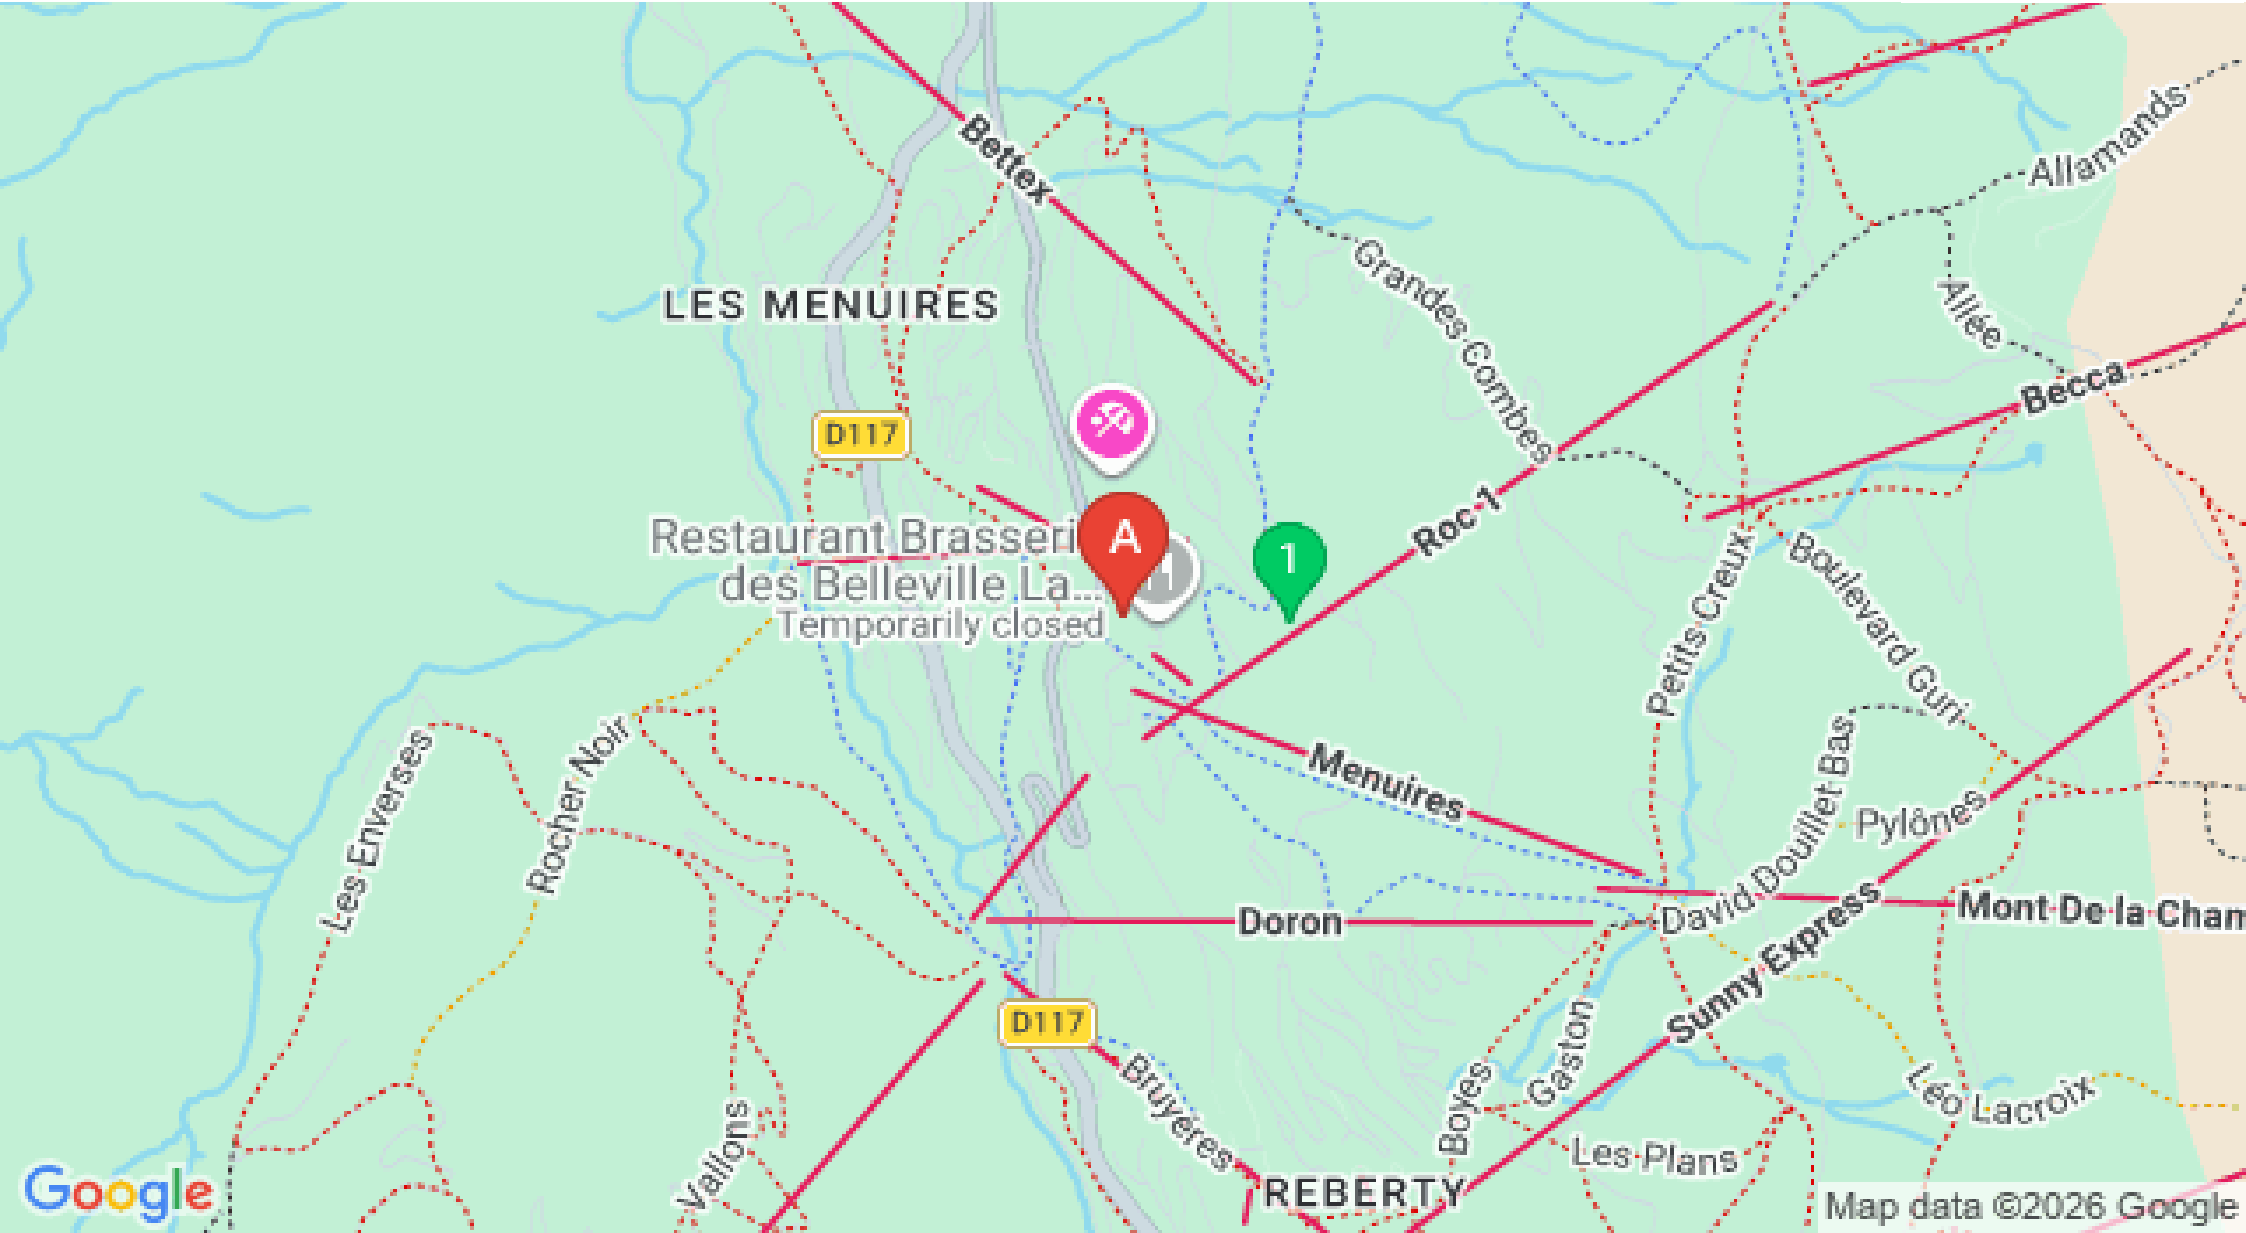 Bettex
Allamands
Grandes Combes
LES MENUIRES
Allée
Becca
D117
Roc 1
Restaurant Brasseri
des Belleville La...
Temporarily closed
A
1
Petits Creux
Boulevard Guri
Les Enverses
Rocher Noir
Menuires
David Douillet Bas
Pylônes
Doron
Mont De la Cham
Sunny Express
D117
Bruyéres
Gaston
Boyes
Léo Lacroix
Vallons
Les Plans
REBERTY
Google
Map data ©2026 Google